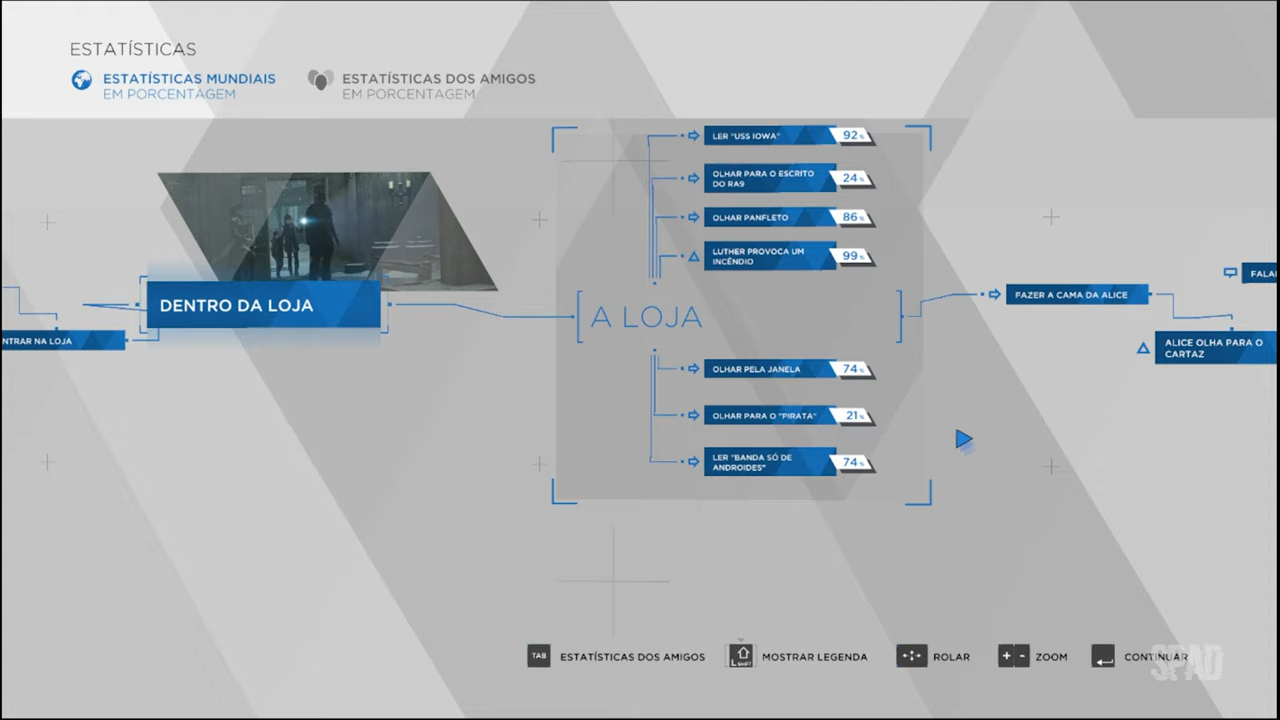 ESTATÍSTICAS
ESTATÍSTICAS MUNDIAIS
EM PORCENTAGEM
ESTATÍSTICAS DOS AMIGOS
EM PORCENTAGEM
LER "USS IOWA" 92%
OLHAR PARA O ESCRITO
DO RA9 24%
OLHAR PANFLETO 86%
LUTHER PROVOCA UM
INCÊNDIO 99%
NTRAR NA LOJA
DENTRO DA LOJA
A LOJA
OLHAR PELA JANELA 74%
OLHAR PARA O "PIRATA" 21%
LER "BANDA SÓ DE
ANDROIDES" 74%
FAZER A CAMA DA ALICE
FALA
ALICE OLHA PARA O
CARTAZ
TAB ESTATÍSTICAS DOS AMIGOS
L SHIFT MOSTRAR LEGENDA
ROLAR
+ - ZOOM
CONTINUAR
SPAD